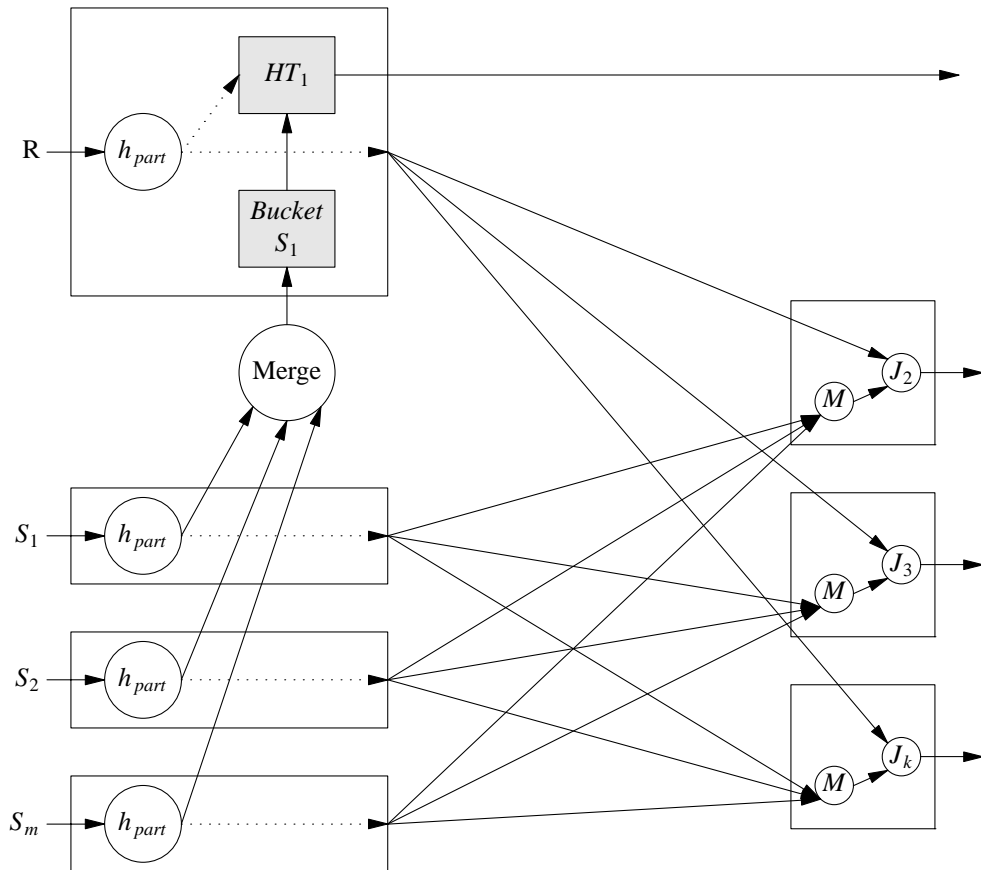 HT₁
R
hₚₐᵣₜ
Bucket
S₁
Merge
J₂
M
S₁
hₚₐᵣₜ
J₃
M
S₂
hₚₐᵣₜ
Jₖ
M
Sₘ
hₚₐᵣₜ